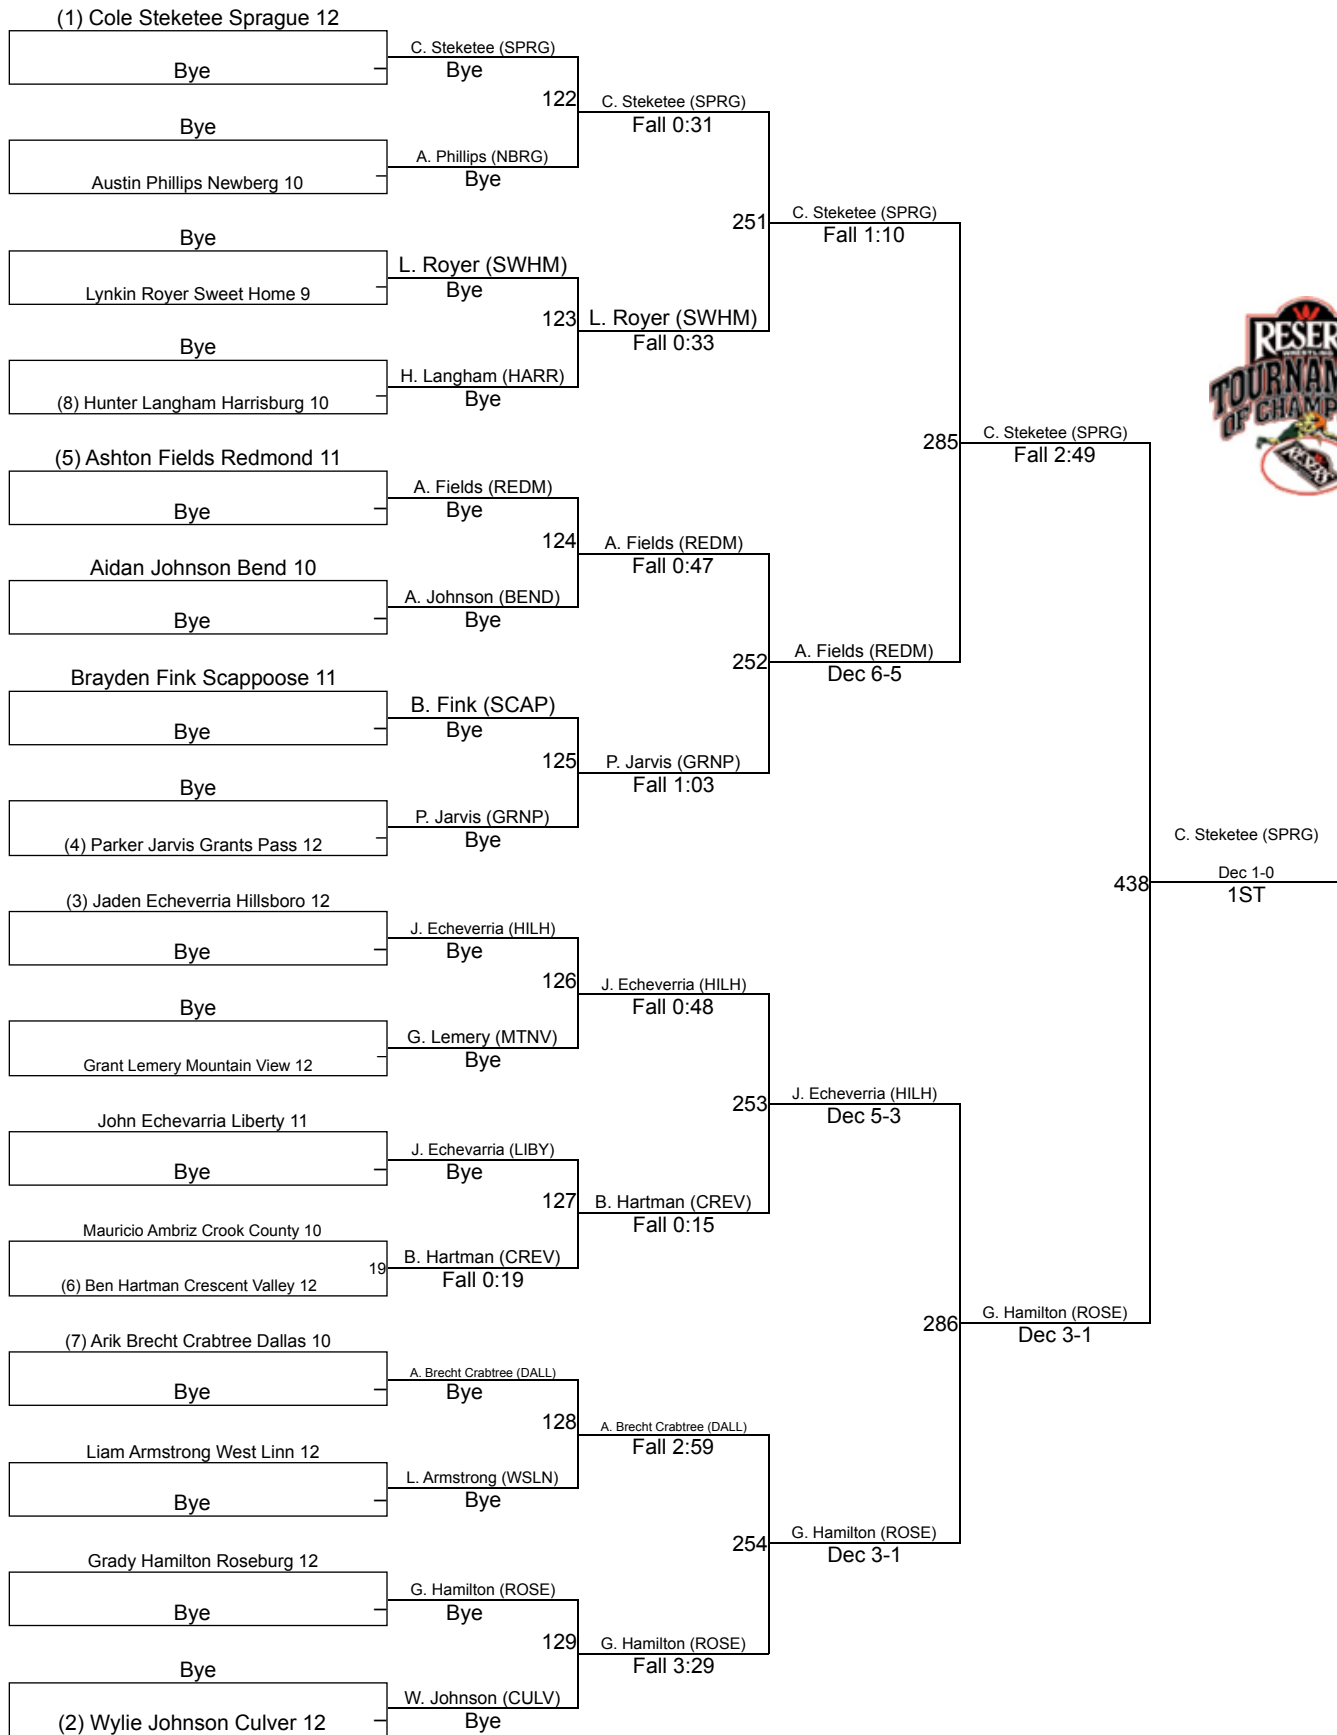 (1) Cole Steketee Sprague 12
Bye
C. Steketee (SPRG)
Bye
122
C. Steketee (SPRG)
Fall 0:31
Bye
Austin Phillips Newberg 10
A. Phillips (NBRG)
Bye
251
C. Steketee (SPRG)
Fall 1:10
Bye
Lynkin Royer Sweet Home 9
L. Royer (SWHM)
Bye
123
L. Royer (SWHM)
Fall 0:33
Bye
(8) Hunter Langham Harrisburg 10
H. Langham (HARR)
Bye
285
C. Steketee (SPRG)
Fall 2:49
(5) Ashton Fields Redmond 11
Bye
A. Fields (REDM)
Bye
124
A. Fields (REDM)
Fall 0:47
Aidan Johnson Bend 10
Bye
A. Johnson (BEND)
Bye
252
A. Fields (REDM)
Dec 6-5
Brayden Fink Scappoose 11
Bye
B. Fink (SCAP)
Bye
125
P. Jarvis (GRNP)
Fall 1:03
Bye
(4) Parker Jarvis Grants Pass 12
P. Jarvis (GRNP)
Bye
438
C. Steketee (SPRG)
Dec 1-0
1ST
(3) Jaden Echeverria Hillsboro 12
Bye
J. Echeverria (HILH)
Bye
126
J. Echeverria (HILH)
Fall 0:48
Bye
Grant Lemery Mountain View 12
G. Lemery (MTNV)
Bye
253
J. Echeverria (HILH)
Dec 5-3
John Echevarria Liberty 11
Bye
J. Echevarria (LIBY)
Bye
127
B. Hartman (CREV)
Fall 0:15
Mauricio Ambriz Crook County 10
(6) Ben Hartman Crescent Valley 12
19
B. Hartman (CREV)
Fall 0:19
286
G. Hamilton (ROSE)
Dec 3-1
(7) Arik Brecht Crabtree Dallas 10
Bye
A. Brecht Crabtree (DALL)
Bye
128
A. Brecht Crabtree (DALL)
Fall 2:59
Liam Armstrong West Linn 12
Bye
L. Armstrong (WSLN)
Bye
254
G. Hamilton (ROSE)
Dec 3-1
Grady Hamilton Roseburg 12
Bye
G. Hamilton (ROSE)
Bye
129
G. Hamilton (ROSE)
Fall 3:29
Bye
(2) Wylie Johnson Culver 12
W. Johnson (CULV)
Bye
RESER
WRESTLING
TOURNAM
OF CHAMP
RESERS